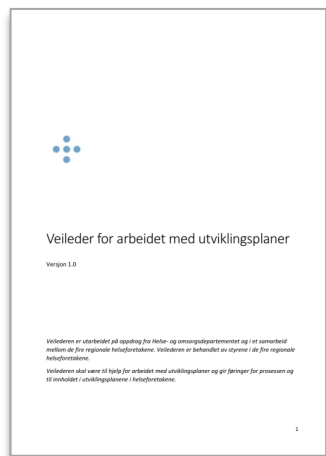 Veileder for arbeidet med utviklingsplaner
Versjon 1.0
Veilederen er utarbeidet på oppdrag fra Helse- og omsorgsdepartementet og i et samarbeid
mellom de fire regionale helseforetakene. Veilederen er behandlet av styrene i de fire regionale
helseforetakene.
Veilederen skal være til hjelp for arbeidet med utviklingsplaner og gir føringer for prosessen og
til innholdet i utviklingsplanene i helseforetakene.
1